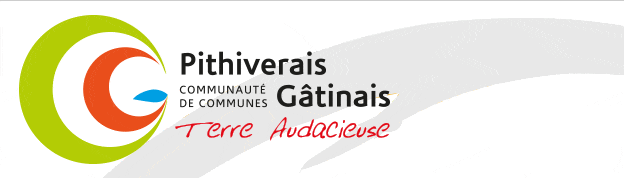 Pithiverais
COMMUNAUTÉ
DE COMMUNES Gâtinais
Terre Audacieuse